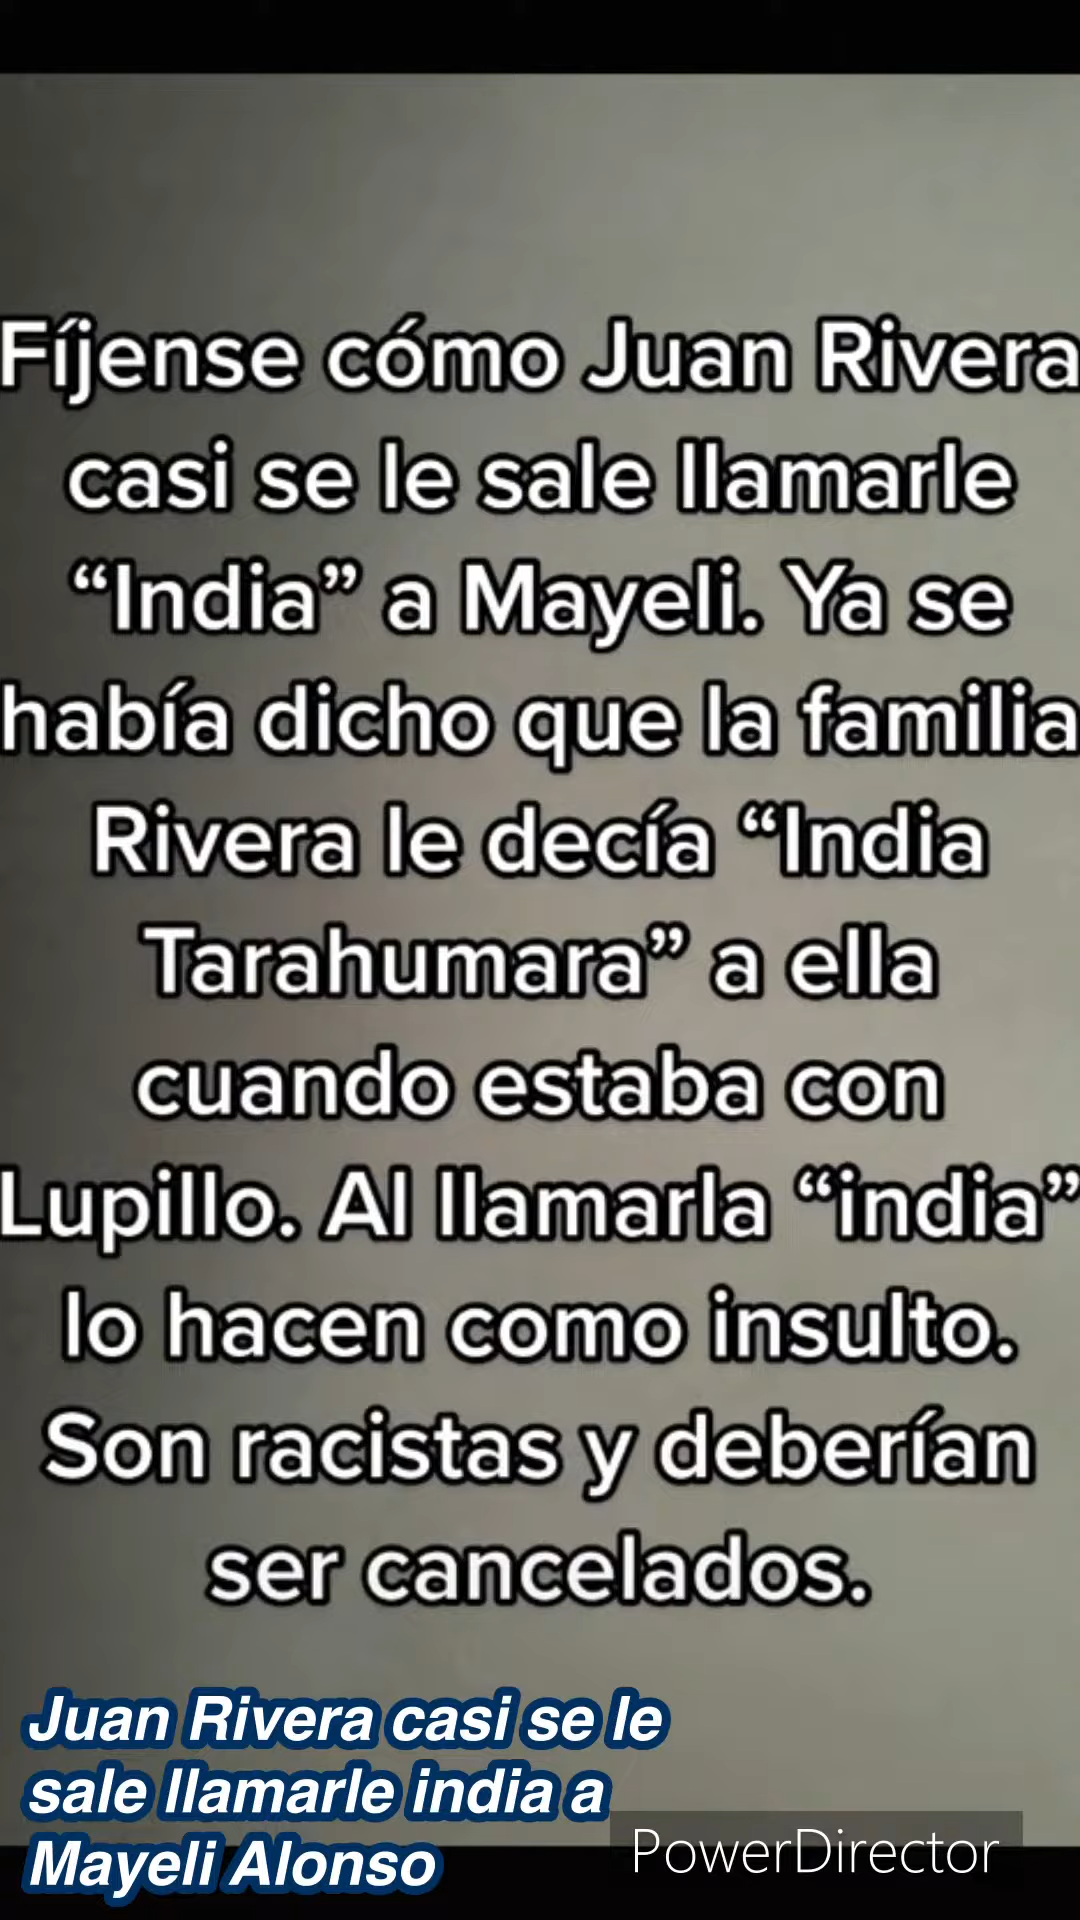 Fíjense cómo Juan Rivera
casi se le sale llamarle
“India” a Mayeli. Ya se
había dicho que la familia
Rivera le decía “India
Tarahumara” a ella
cuando estaba con
Lupillo. Al llamarla “india”
lo hacen como insulto.
Son racistas y deberían
ser cancelados.
Juan Rivera casi se le
sale llamarle india a
Mayeli Alonso
PowerDirector